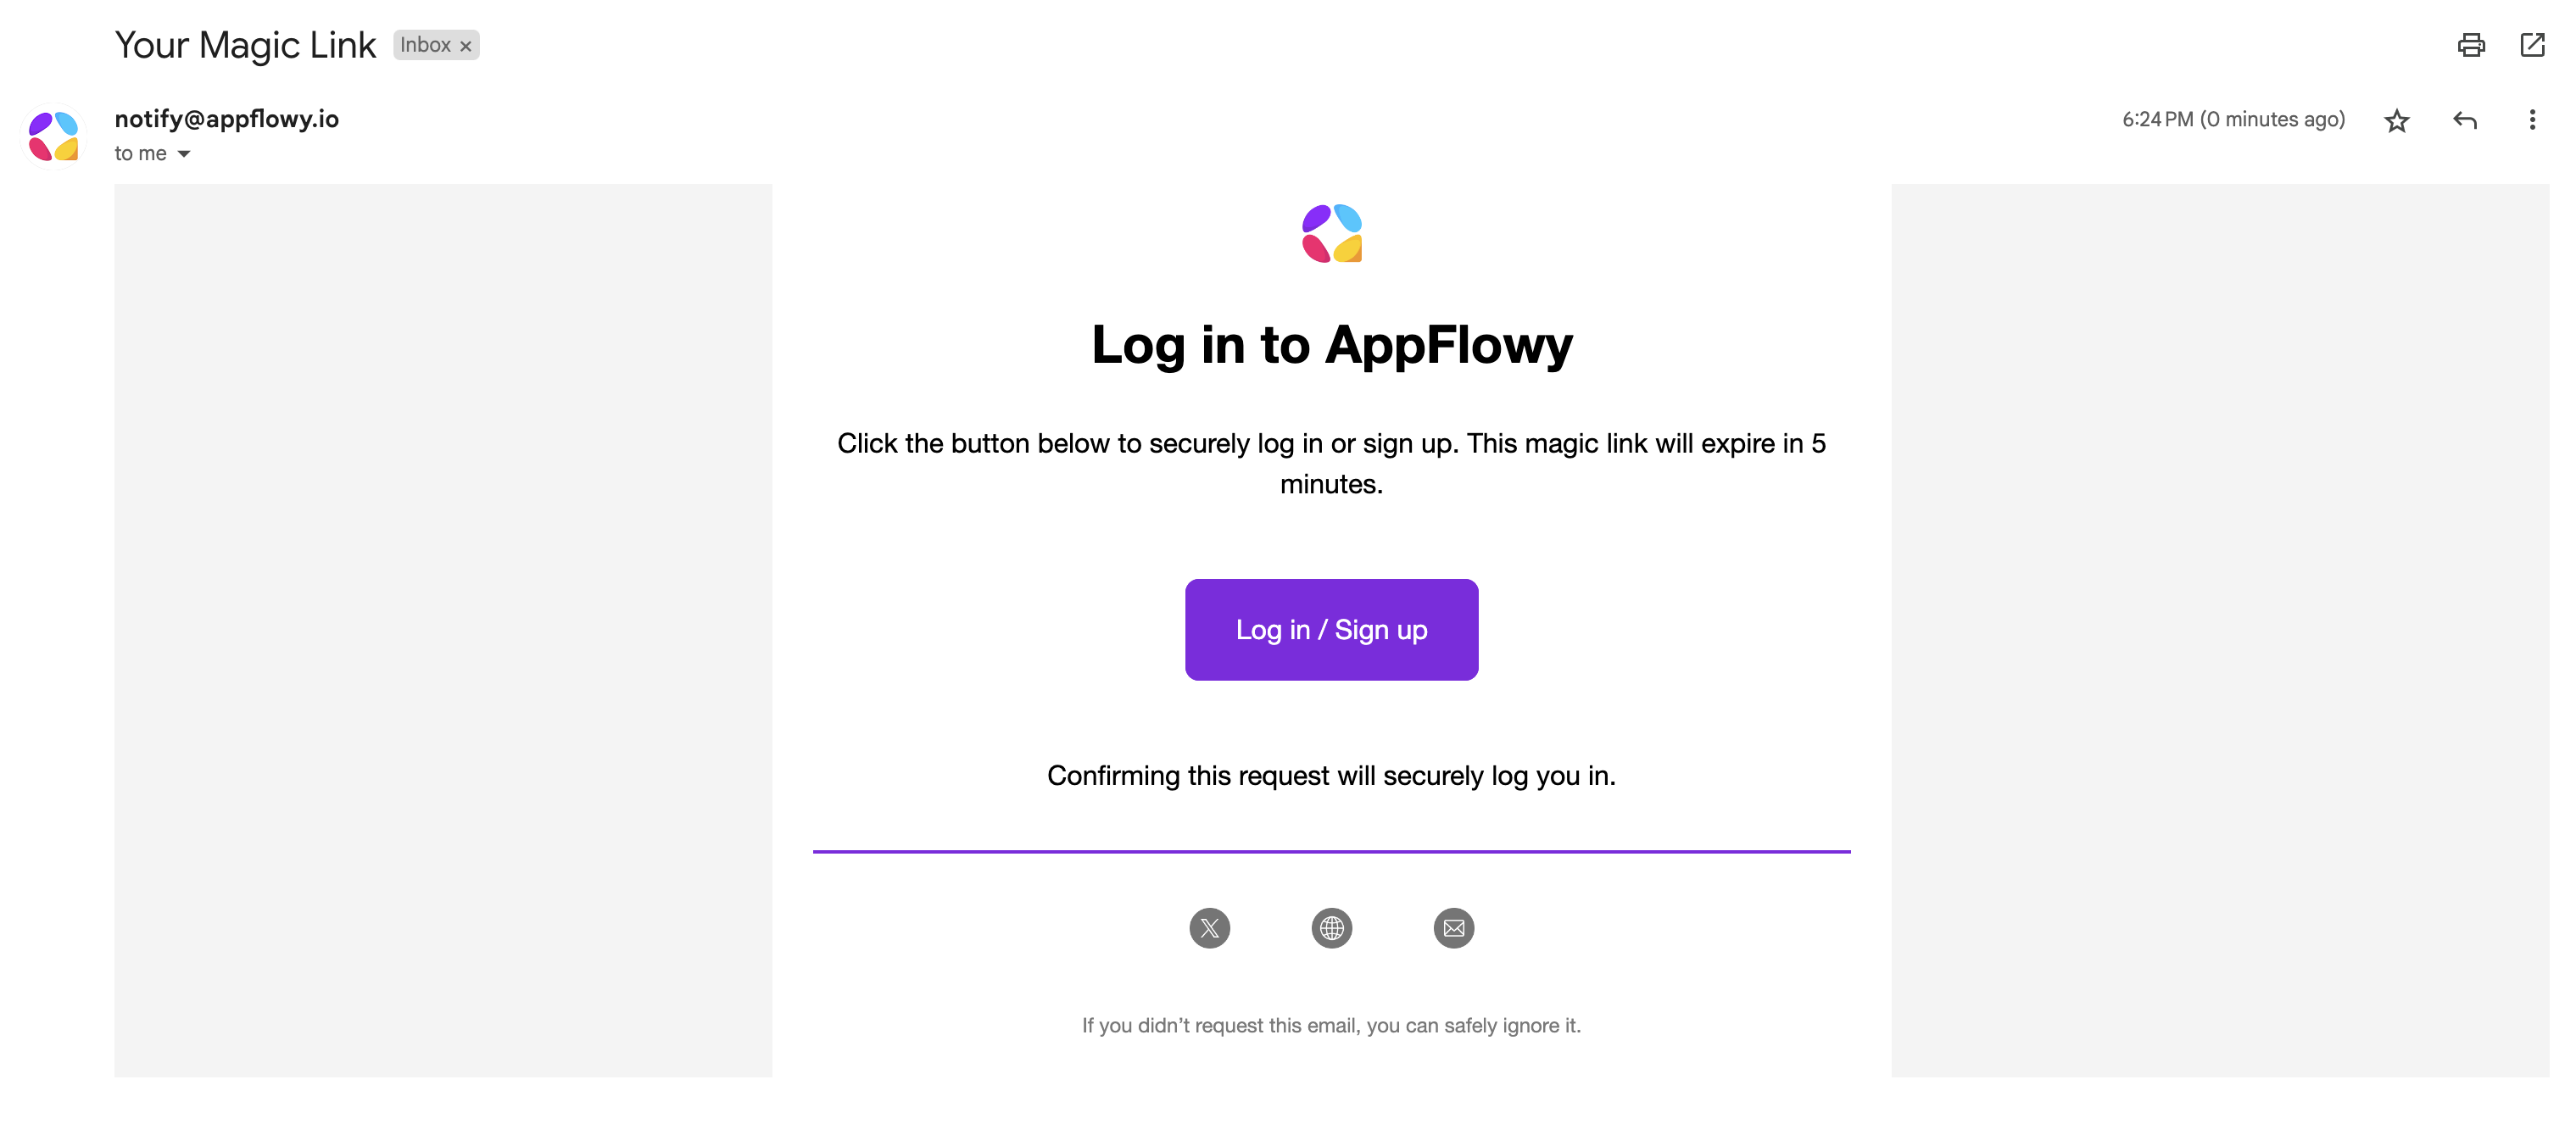 Your Magic Link Inbox ×
notify@appflowy.io
6:24 PM (0 minutes ago)
to me
Log in to AppFlowy
Click the button below to securely log in or sign up. This magic link will expire in 5
minutes.
Log in / Sign up
Confirming this request will securely log you in.
If you didn’t request this email, you can safely ignore it.